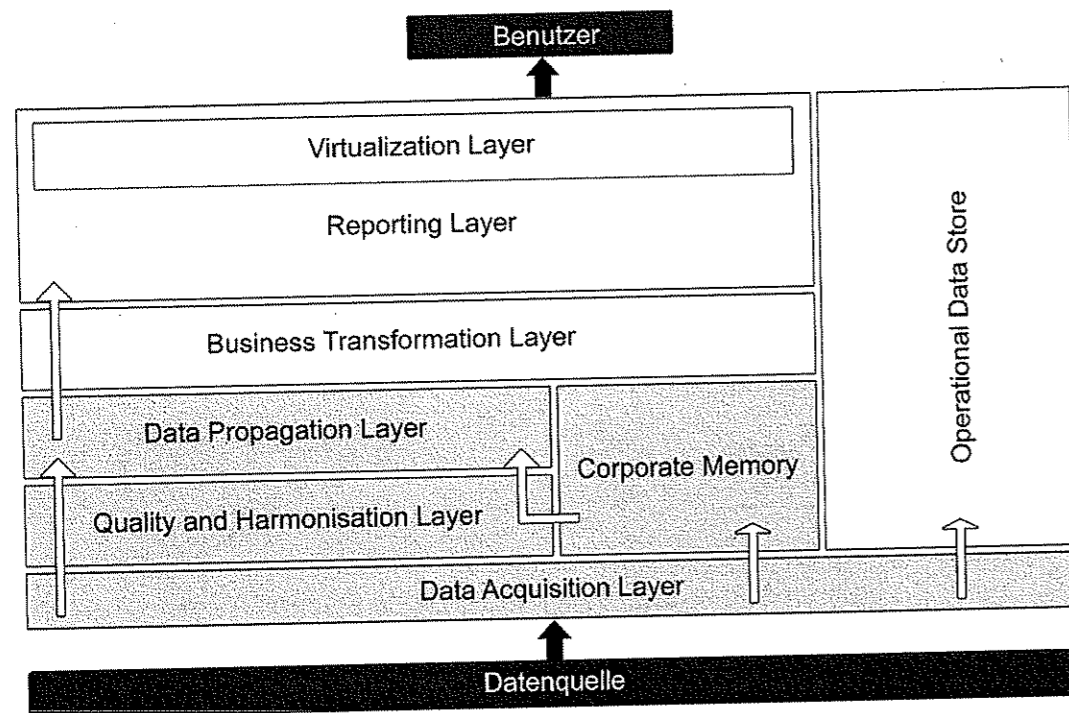 Benutzer
Virtualization Layer
Reporting Layer
Operational Data Store
Business Transformation Layer
Data Propagation Layer
Corporate Memory
Quality and Harmonisation Layer
Data Acquisition Layer
Datenquelle